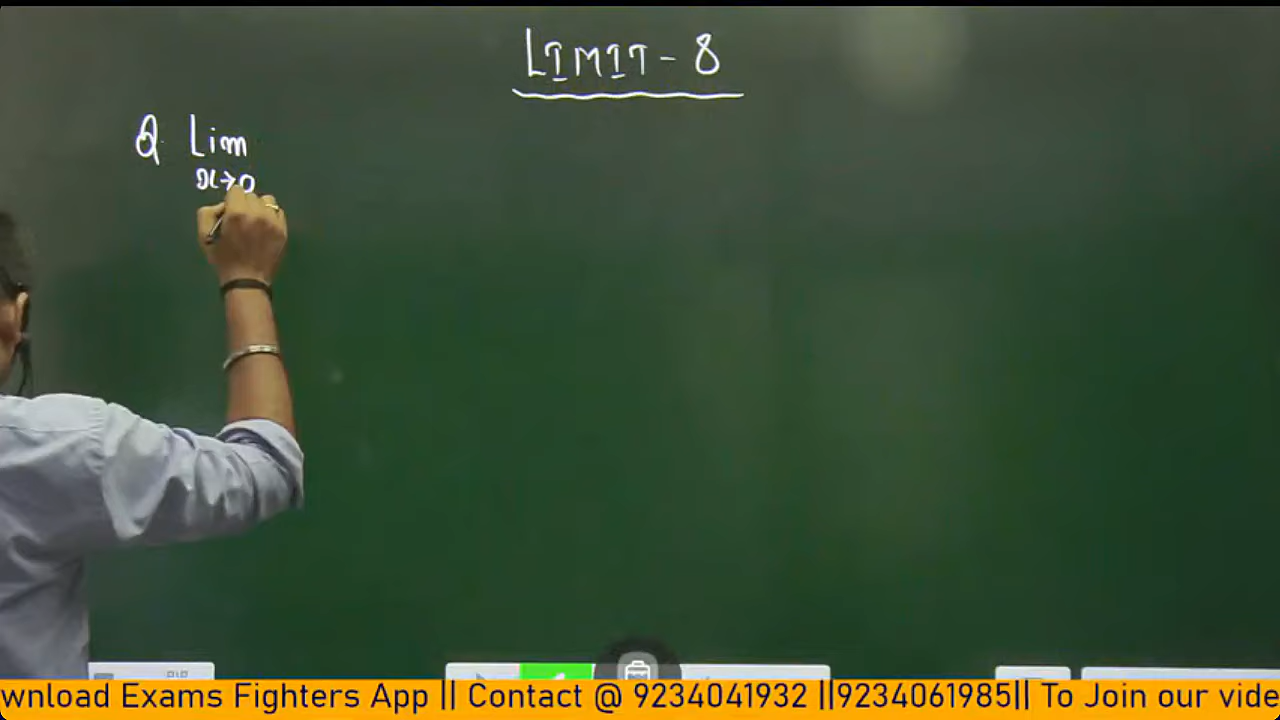 LIMIT - 8
Q. Lim
x→0
wnload Exams Fighters App || Contact @ 9234041932 ||9234061985|| To Join our vide